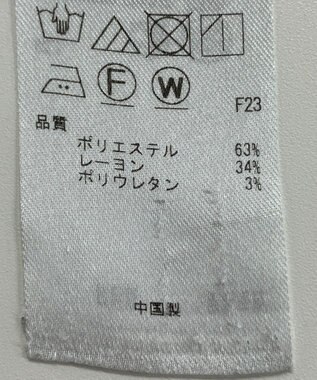 F W
F23
品質
ポリエステル 63%
レーヨン 34%
ポリウレタン 3%
中国製